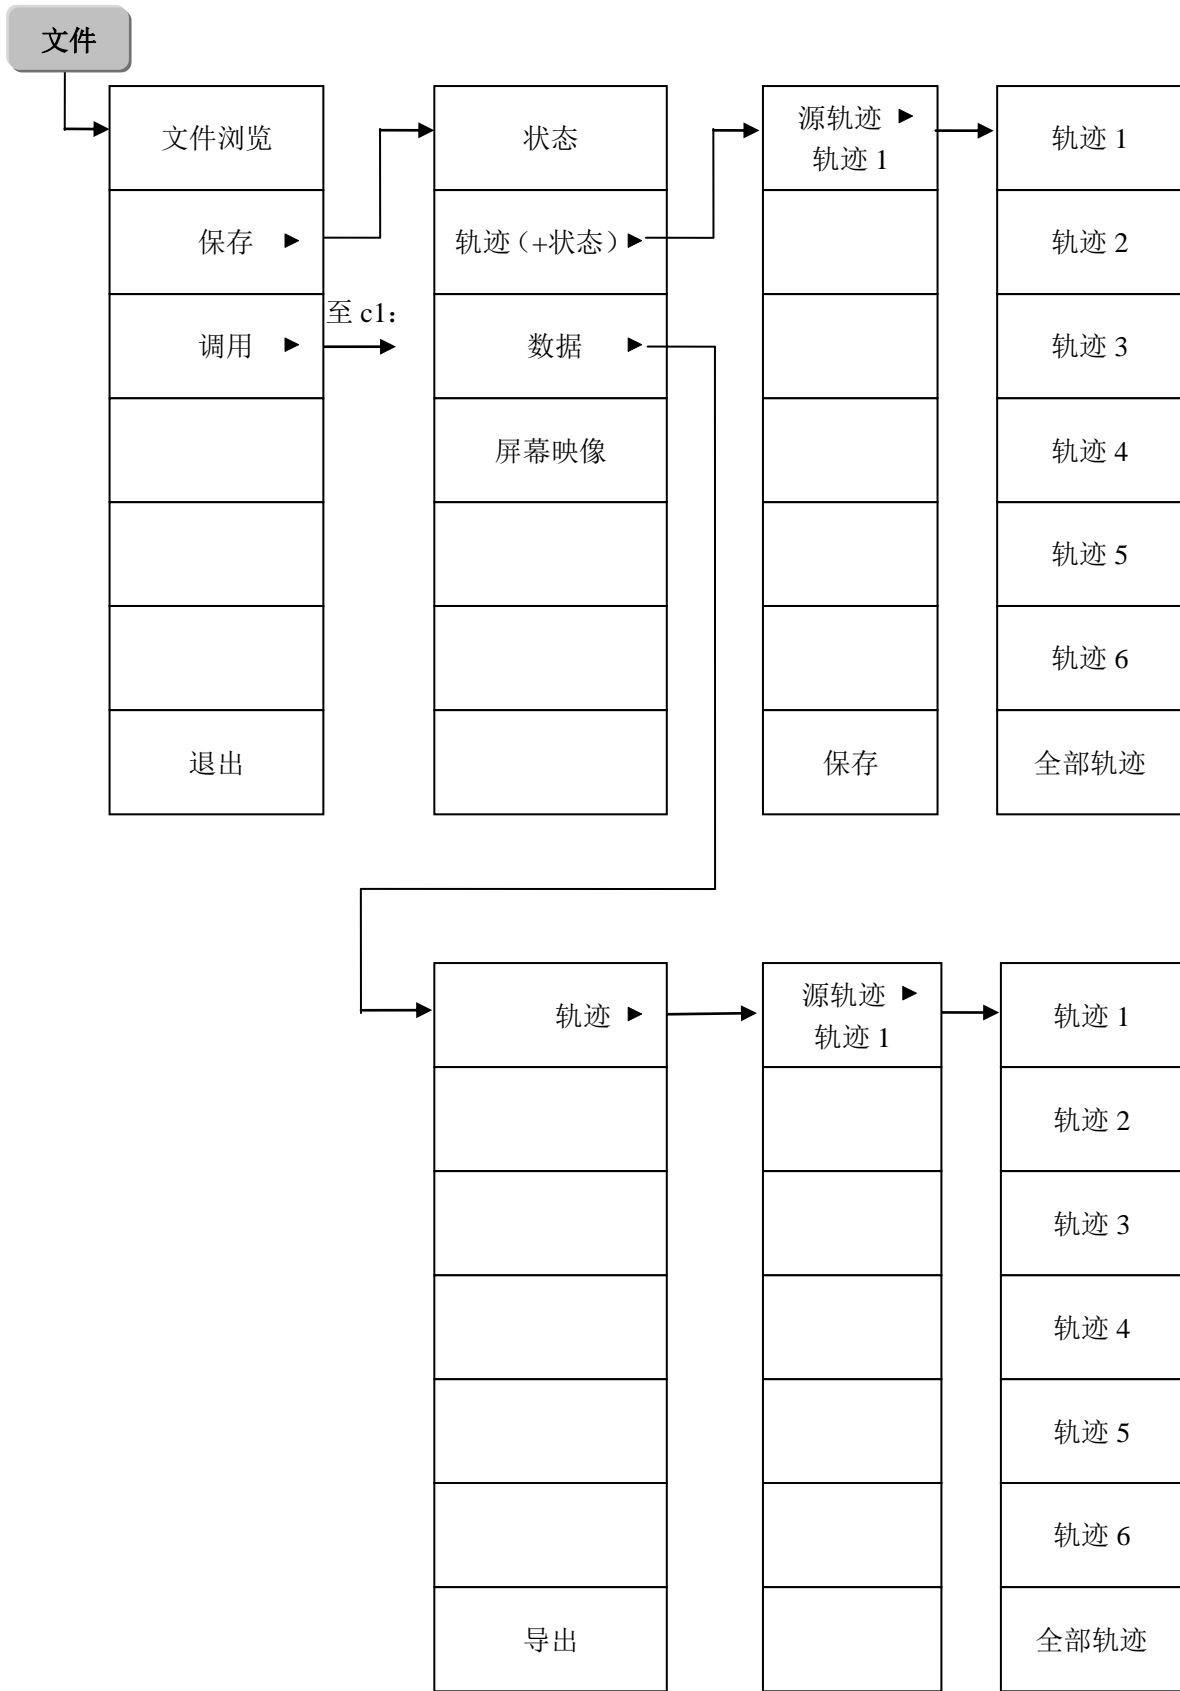 文件
文件浏览
保存
调用
退出
至 c1：
状态
轨迹（+状态）
数据
屏幕映像
源轨迹
轨迹 1
保存
轨迹 1
轨迹 2
轨迹 3
轨迹 4
轨迹 5
轨迹 6
全部轨迹
轨迹
导出
源轨迹
轨迹 1
轨迹 1
轨迹 2
轨迹 3
轨迹 4
轨迹 5
轨迹 6
全部轨迹